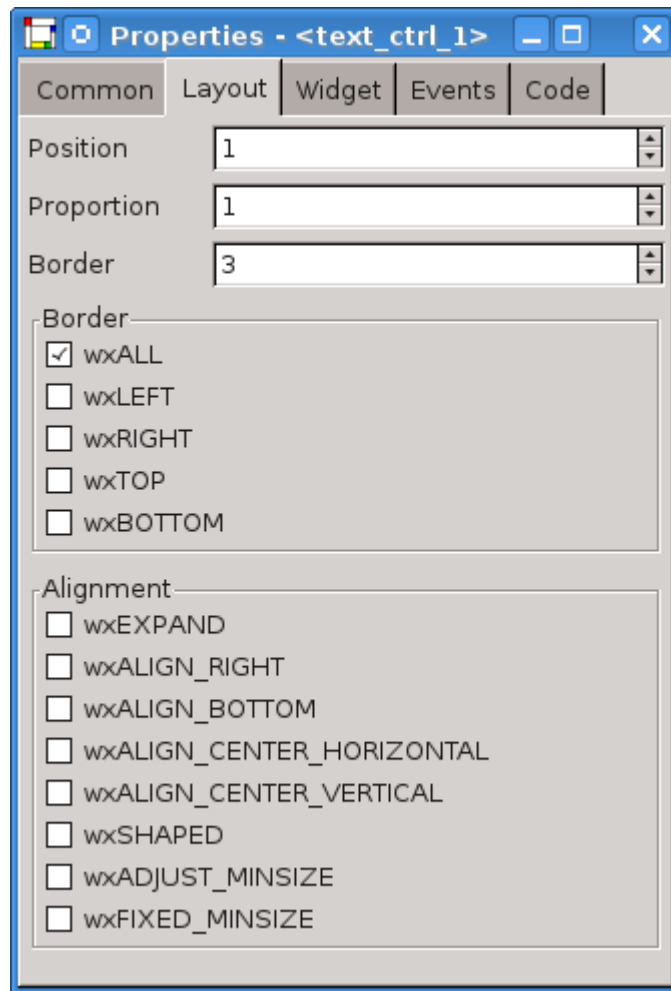 Properties - <text_ctrl_1>
Common Layout Widget Events Code
Position 1
Proportion 1
Border 3
Border
wxALL
wxLEFT
wxRIGHT
wxTOP
wxBOTTOM
Alignment
wxEXPAND
wxALIGN_RIGHT
wxALIGN_BOTTOM
wxALIGN_CENTER_HORIZONTAL
wxALIGN_CENTER_VERTICAL
wxSHAPED
wxADJUST_MINSIZE
wxFIXED_MINSIZE